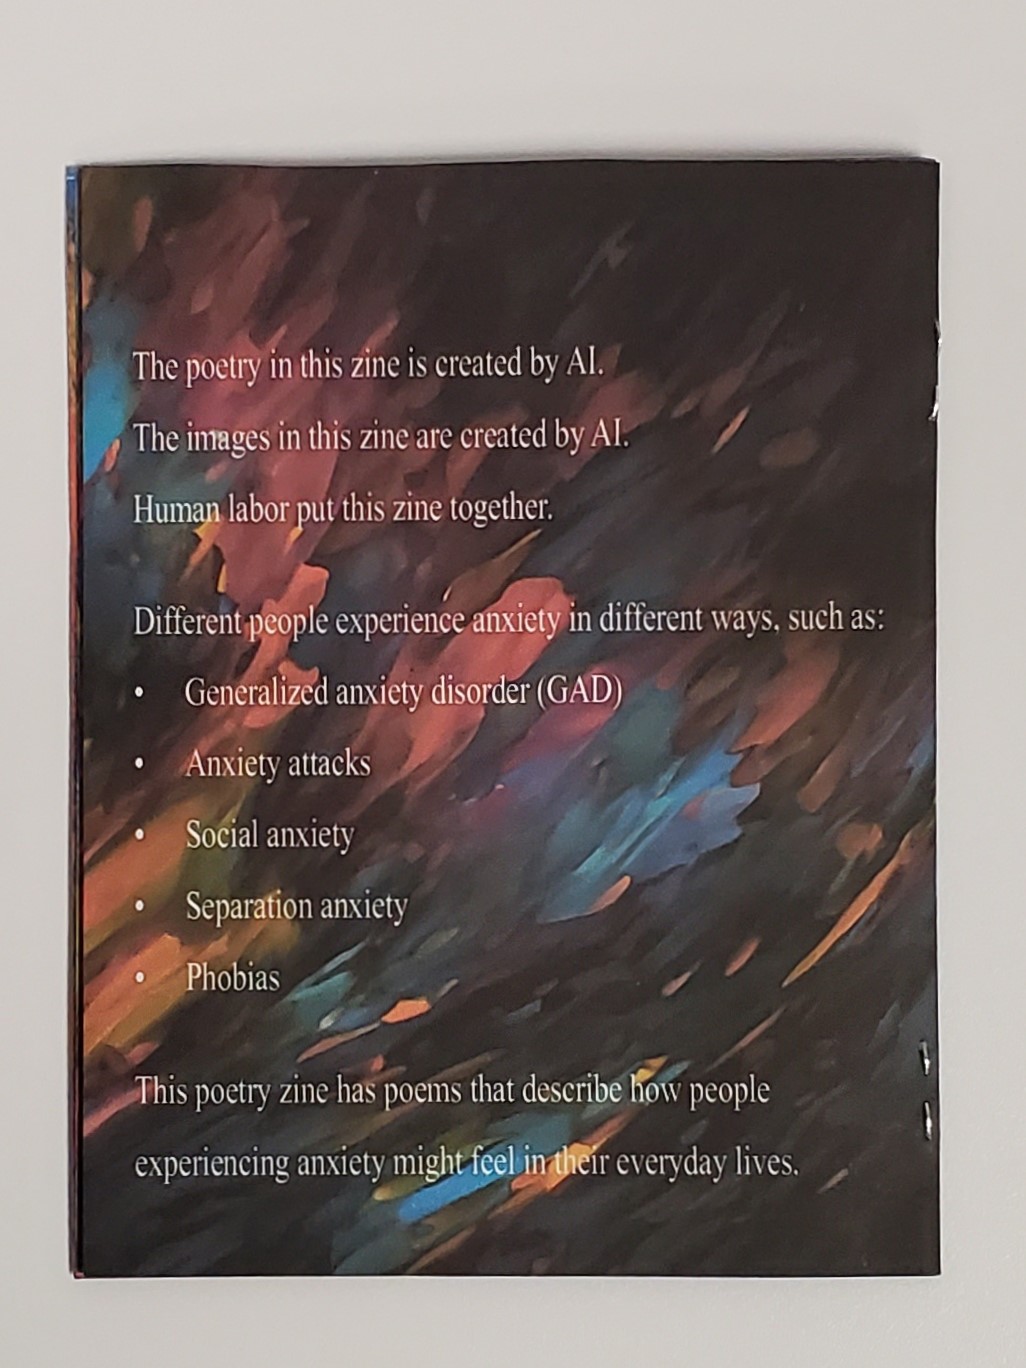 The poetry in this zine is created by AI.
The images in this zine are created by AI.
Human labor put this zine together.
Different people experience anxiety in different ways, such as:
• Generalized anxiety disorder (GAD)
• Anxiety attacks
• Social anxiety
• Separation anxiety
• Phobias
This poetry zine has poems that describe how people
experiencing anxiety might feel in their everyday lives.